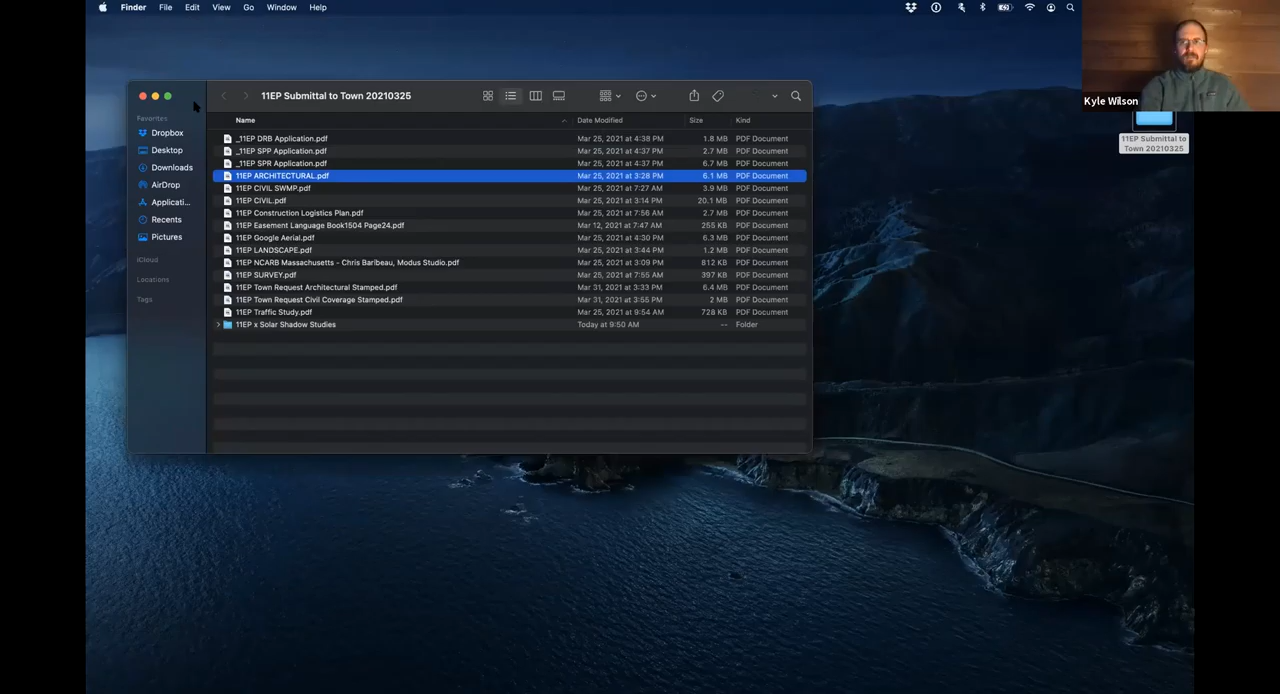 Finder File Edit View Go Window Help
Kyle Wilson
11EP Submittal to
Town 20210325
11EP Submittal to Town 20210325
Favorites
Dropbox
Desktop
Downloads
AirDrop
Applicati...
Recents
Pictures
iCloud
Locations
Tags
Name Date Modified Size Kind
_11EP DRB Application.pdf Mar 25, 2021 at 4:38 PM 1.8 MB PDF Document
_11EP SPP Application.pdf Mar 25, 2021 at 4:37 PM 2.7 MB PDF Document
_11EP SPR Application.pdf Mar 25, 2021 at 4:37 PM 6.7 MB PDF Document
11EP ARCHITECTURAL.pdf Mar 25, 2021 at 3:28 PM 6.1 MB PDF Document
11EP CIVIL SWMP.pdf Mar 25, 2021 at 7:27 AM 3.9 MB PDF Document
11EP CIVIL.pdf Mar 25, 2021 at 3:14 PM 20.1 MB PDF Document
11EP Construction Logistics Plan.pdf Mar 25, 2021 at 7:56 AM 2.7 MB PDF Document
11EP Easement Language Book1504 Page24.pdf Mar 12, 2021 at 7:47 AM 255 KB PDF Document
11EP Google Aerial.pdf Mar 25, 2021 at 4:30 PM 6.3 MB PDF Document
11EP LANDSCAPE.pdf Mar 25, 2021 at 3:44 PM 1.2 MB PDF Document
11EP NCARB Massachusetts - Chris Baribeau, Modus Studio.pdf Mar 25, 2021 at 3:09 PM 812 KB PDF Document
11EP SURVEY.pdf Mar 25, 2021 at 7:55 AM 397 KB PDF Document
11EP Town Request Architectural Stamped.pdf Mar 31, 2021 at 3:33 PM 6.4 MB PDF Document
11EP Town Request Civil Coverage Stamped.pdf Mar 31, 2021 at 3:55 PM 2 MB PDF Document
11EP Traffic Study.pdf Mar 25, 2021 at 9:54 AM 728 KB PDF Document
11EP x Solar Shadow Studies Today at 9:50 AM -- Folder